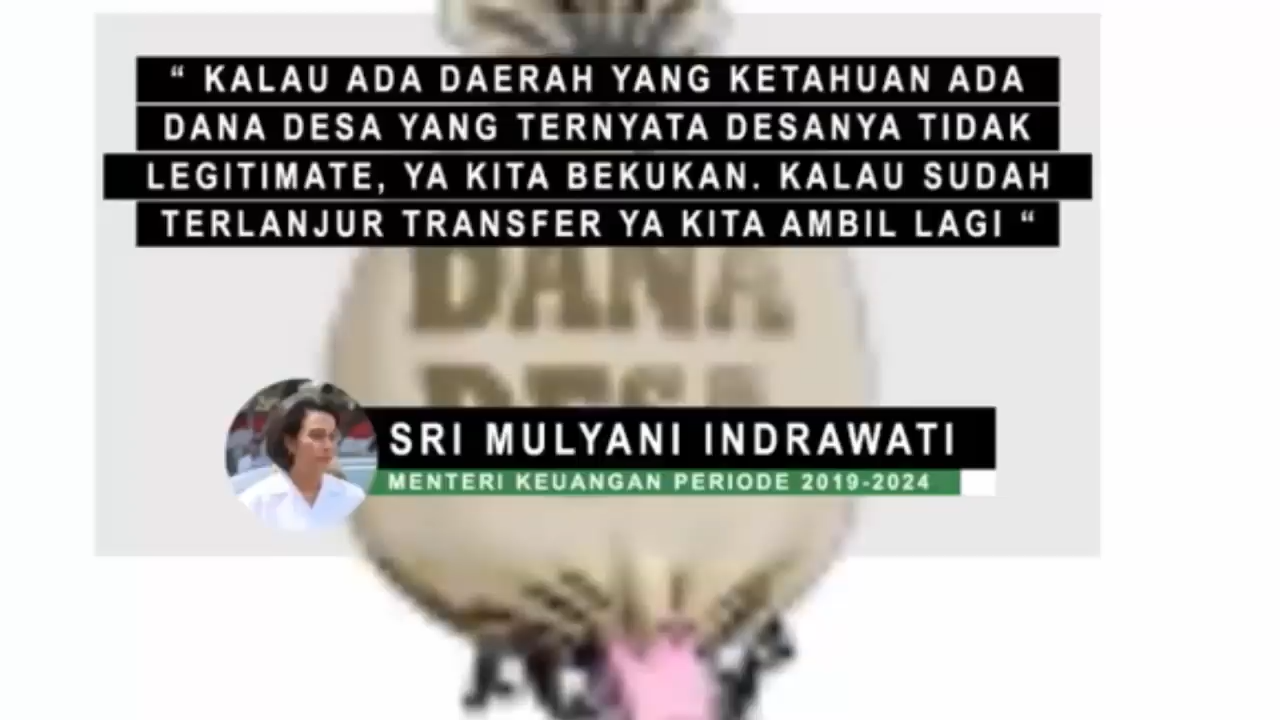 “ KALAU ADA DAERAH YANG KETAHUAN ADA
DANA DESA YANG TERNYATA DESANYA TIDAK
LEGITIMATE, YA KITA BEKUKAN. KALAU SUDAH
TERLANJUR TRANSFER YA KITA AMBIL LAGI “
DANA
DESA
SRI MULYANI INDRAWATI
MENTERI KEUANGAN PERIODE 2019-2024